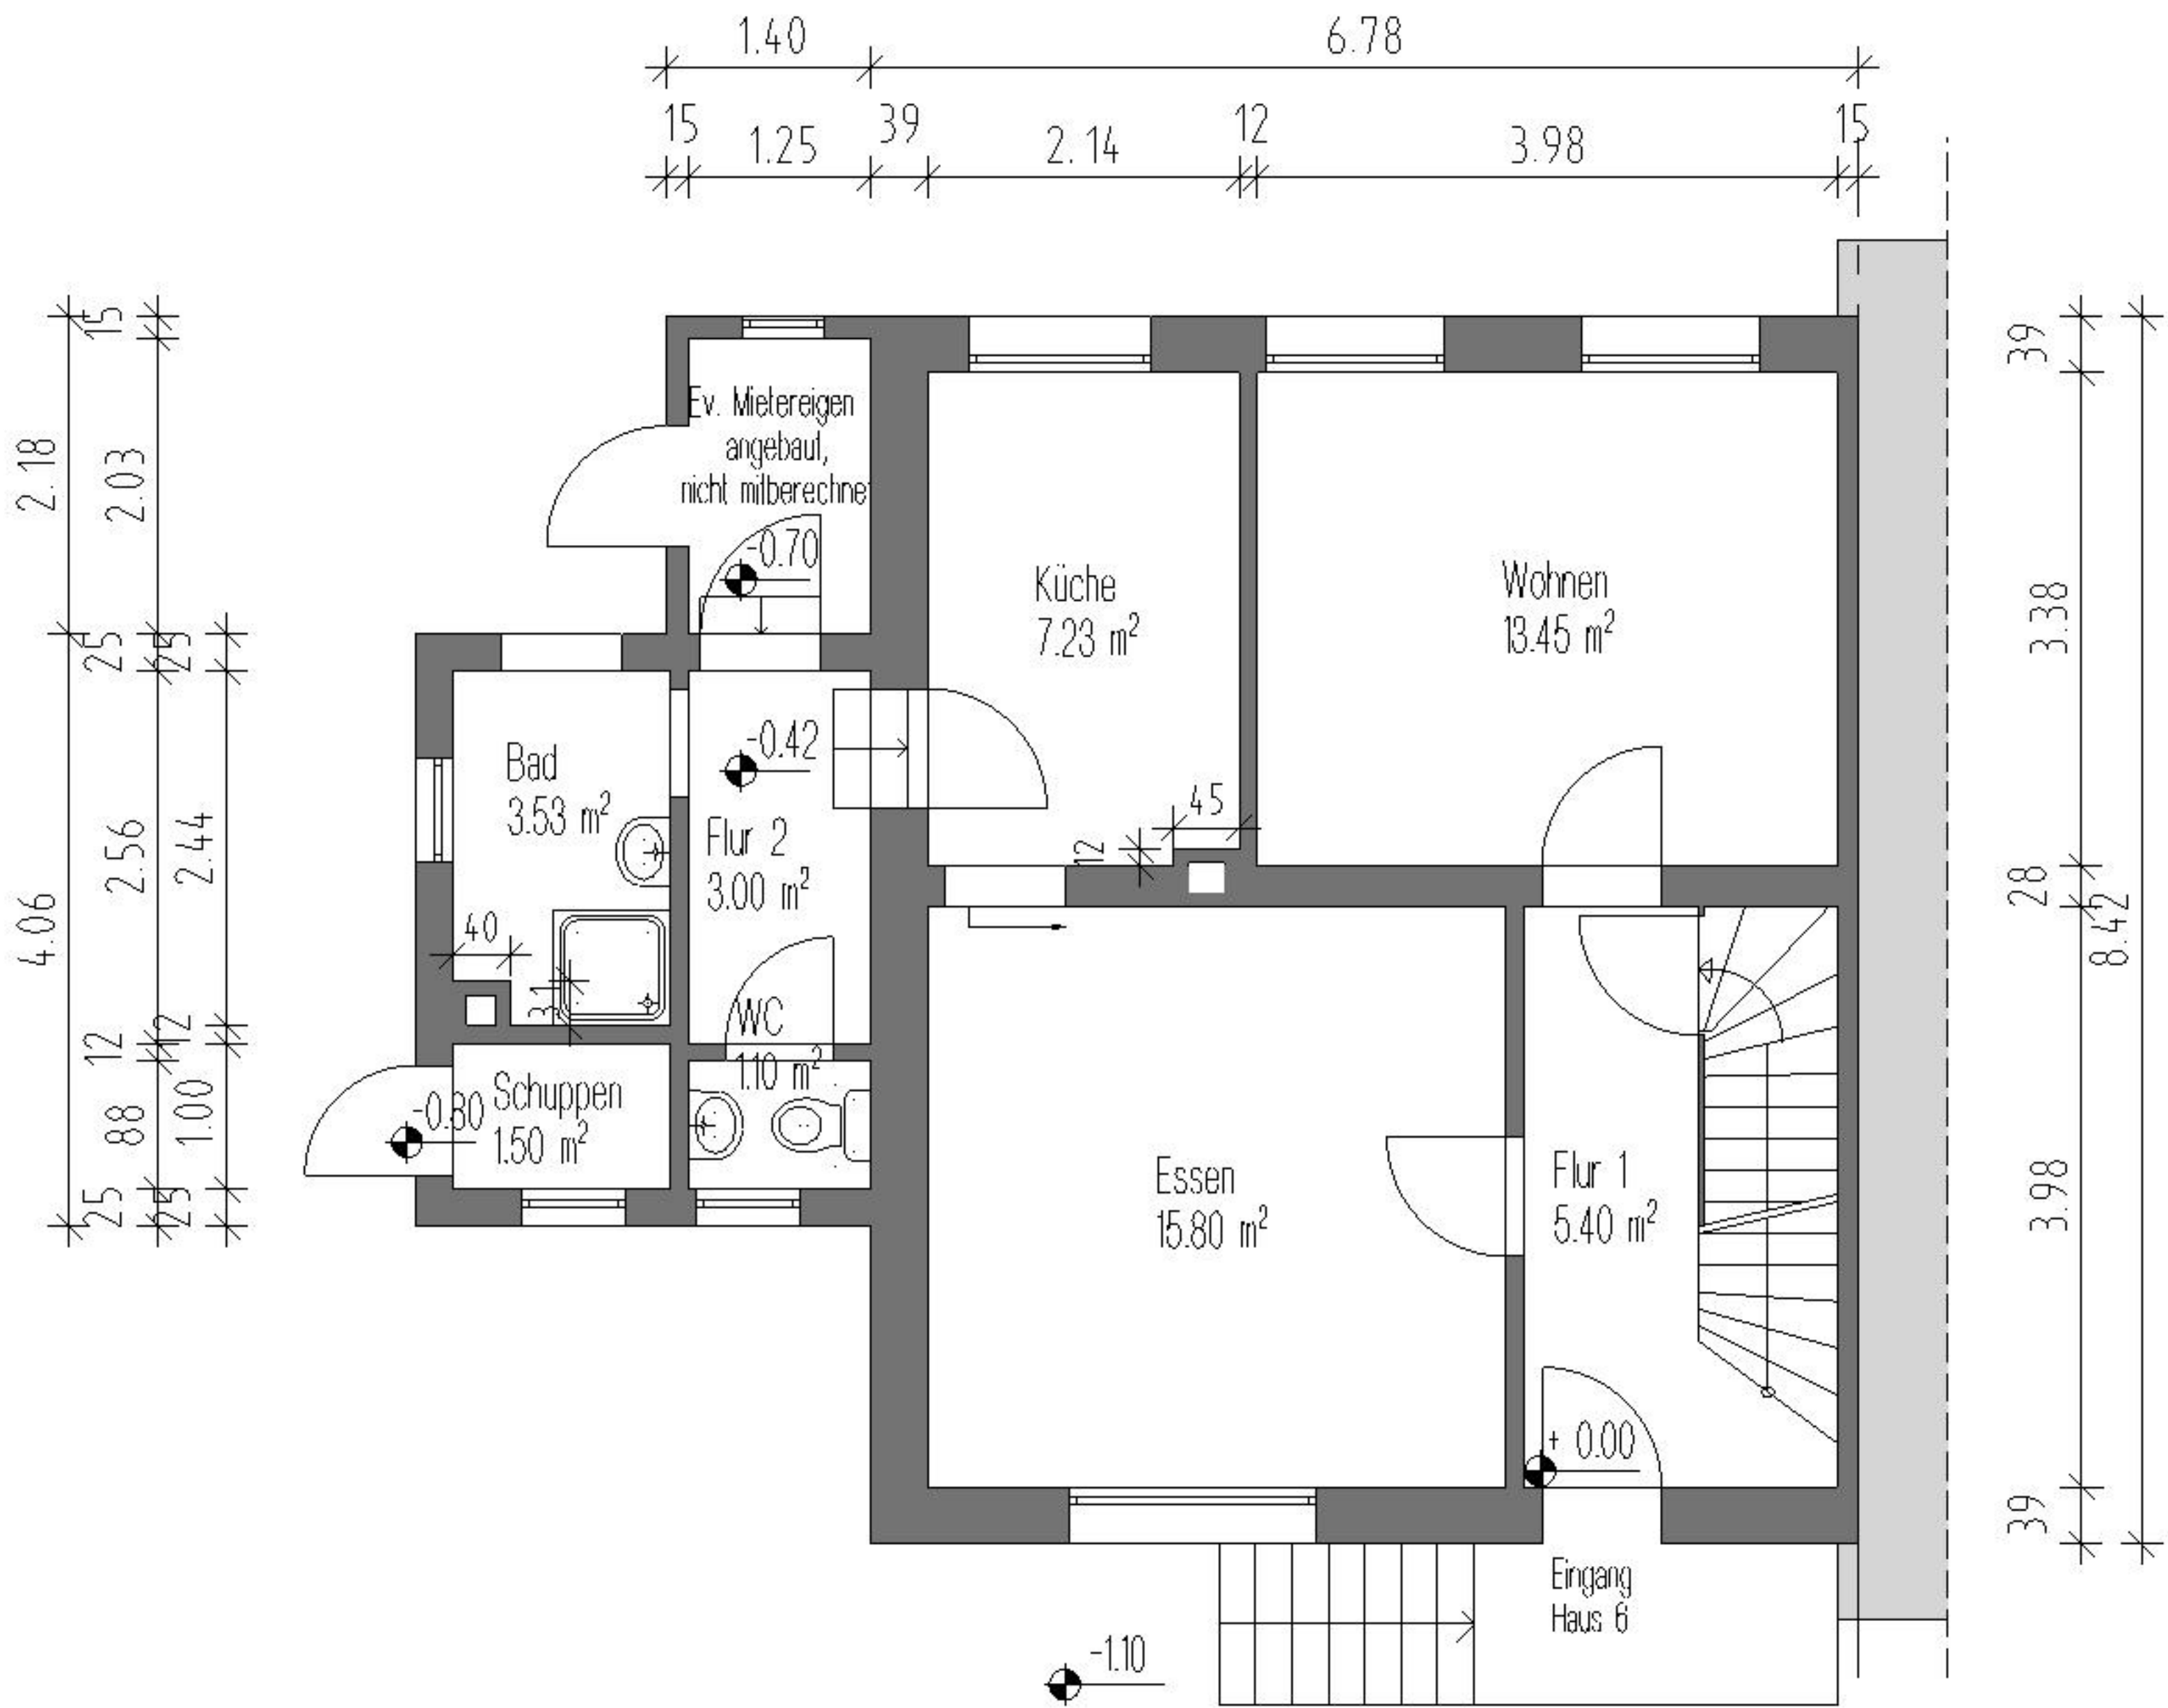 1.40
6.78
15
1.25
39
2.14
12
3.98
15
15
2.18
2.03
25
25
4.06
2.56
2.44
12
12
88
1.00
25
25
39
3.38
28
8.42
3.98
39
Ev. Mietereigen
angebaut,
nicht mitberechnet
-0.70
Küche
7.23 m²
Wohnen
13.45 m²
-0.42
Bad
3.53 m²
Flur 2
3.00 m²
45
12
40
31
WC
1.10 m²
Schuppen
-0.80
1.50 m²
Essen
15.80 m²
Flur 1
5.40 m²
+ 0.00
Eingang
Haus 6
-1.10